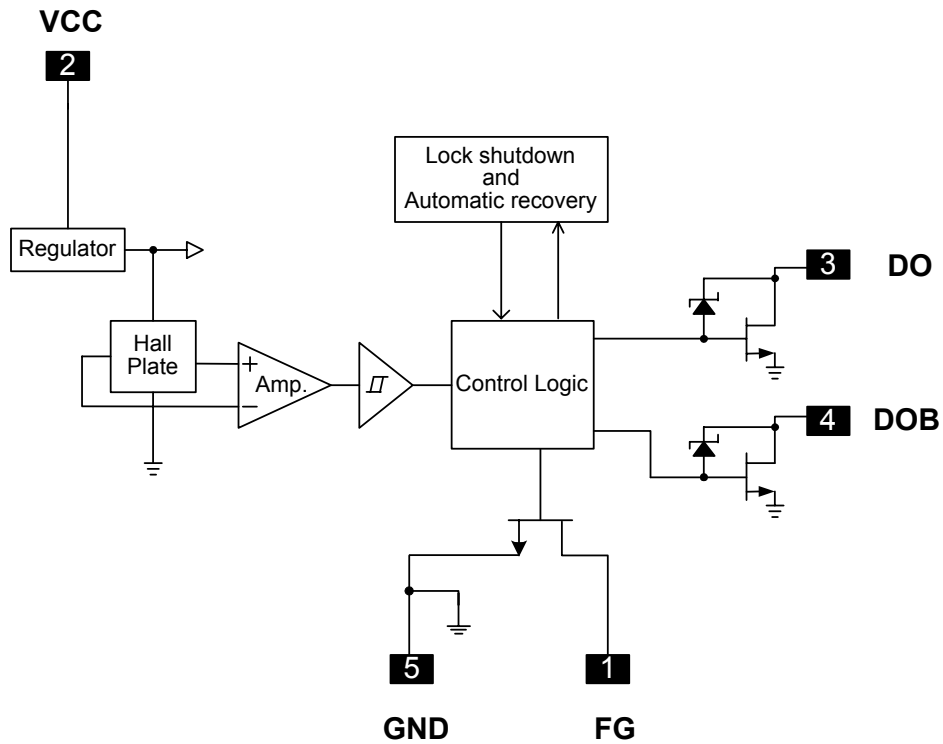 VCC
2
Lock shutdown
and
Automatic recovery
Regulator
3 DO
Hall
Plate
+
Amp.
−
Control Logic
4 DOB
5
1
GND
FG